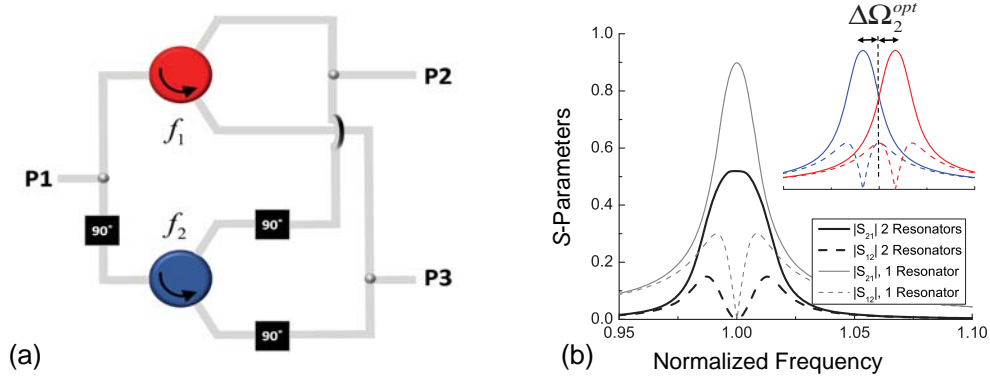 P1
f₁
f₂
90°
90°
90°
P2
P3
(a)
ΔΩ₂ᵒᵖᵗ
S-Parameters
1.0
0.8
0.6
0.4
0.2
0.0
|S₂₁| 2 Resonators
|S₁₂| 2 Resonators
|S₂₁|, 1 Resonator
|S₁₂|, 1 Resonator
0.95
1.00
1.05
1.10
Normalized Frequency
(b)